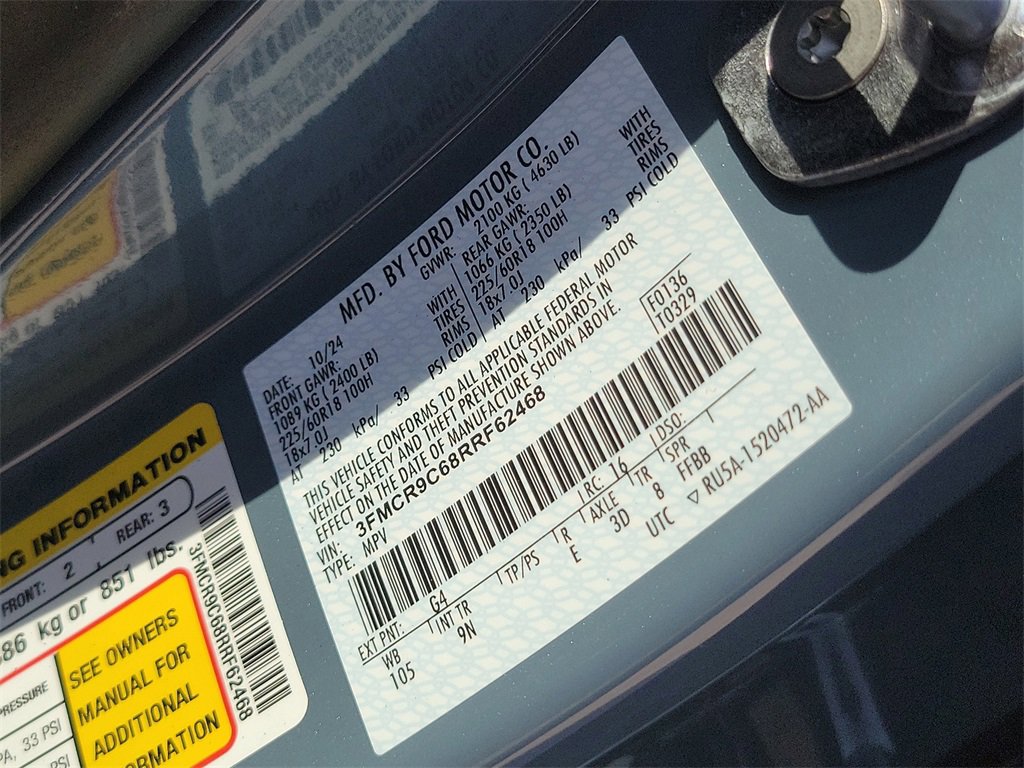 MFD. BY FORD MOTOR CO.
DATE: 10/24 GVWR: 2100 KG ( 4630 LB)
FRONT GAWR: REAR GAWR:
1089 KG ( 2400 LB) WITH 1066 KG ( 2350 LB) WITH
225/60R18 100H TIRES 225/60R18 100H TIRES
18x7.0J RIMS 18x7.0J RIMS
AT 230 kPa/ 33 PSI COLD AT 230 kPa/ 33 PSI COLD
THIS VEHICLE CONFORMS TO ALL APPLICABLE FEDERAL MOTOR
VEHICLE SAFETY AND THEFT PREVENTION STANDARDS IN
EFFECT ON THE DATE OF MANUFACTURE SHOWN ABOVE.
VIN: 3FMCR9C68RRF62468 F0136
TYPE: MPV T0329
EXT PNT: G4 RC: 16 DSO:
WB INT TR TP/PS R AXLE TR SPR
105 9N E 3D 8 FFBB
UTC ▽ RU5A-1520472-AA
NG INFORMATION
FRONT: 2 REAR: 3
386 kg or 851 lbs.
PRESSURE
PA, 33 PSI
PSI
SEE OWNERS
MANUAL FOR
ADDITIONAL
ORMATION
3FMCR9C68RRF62468